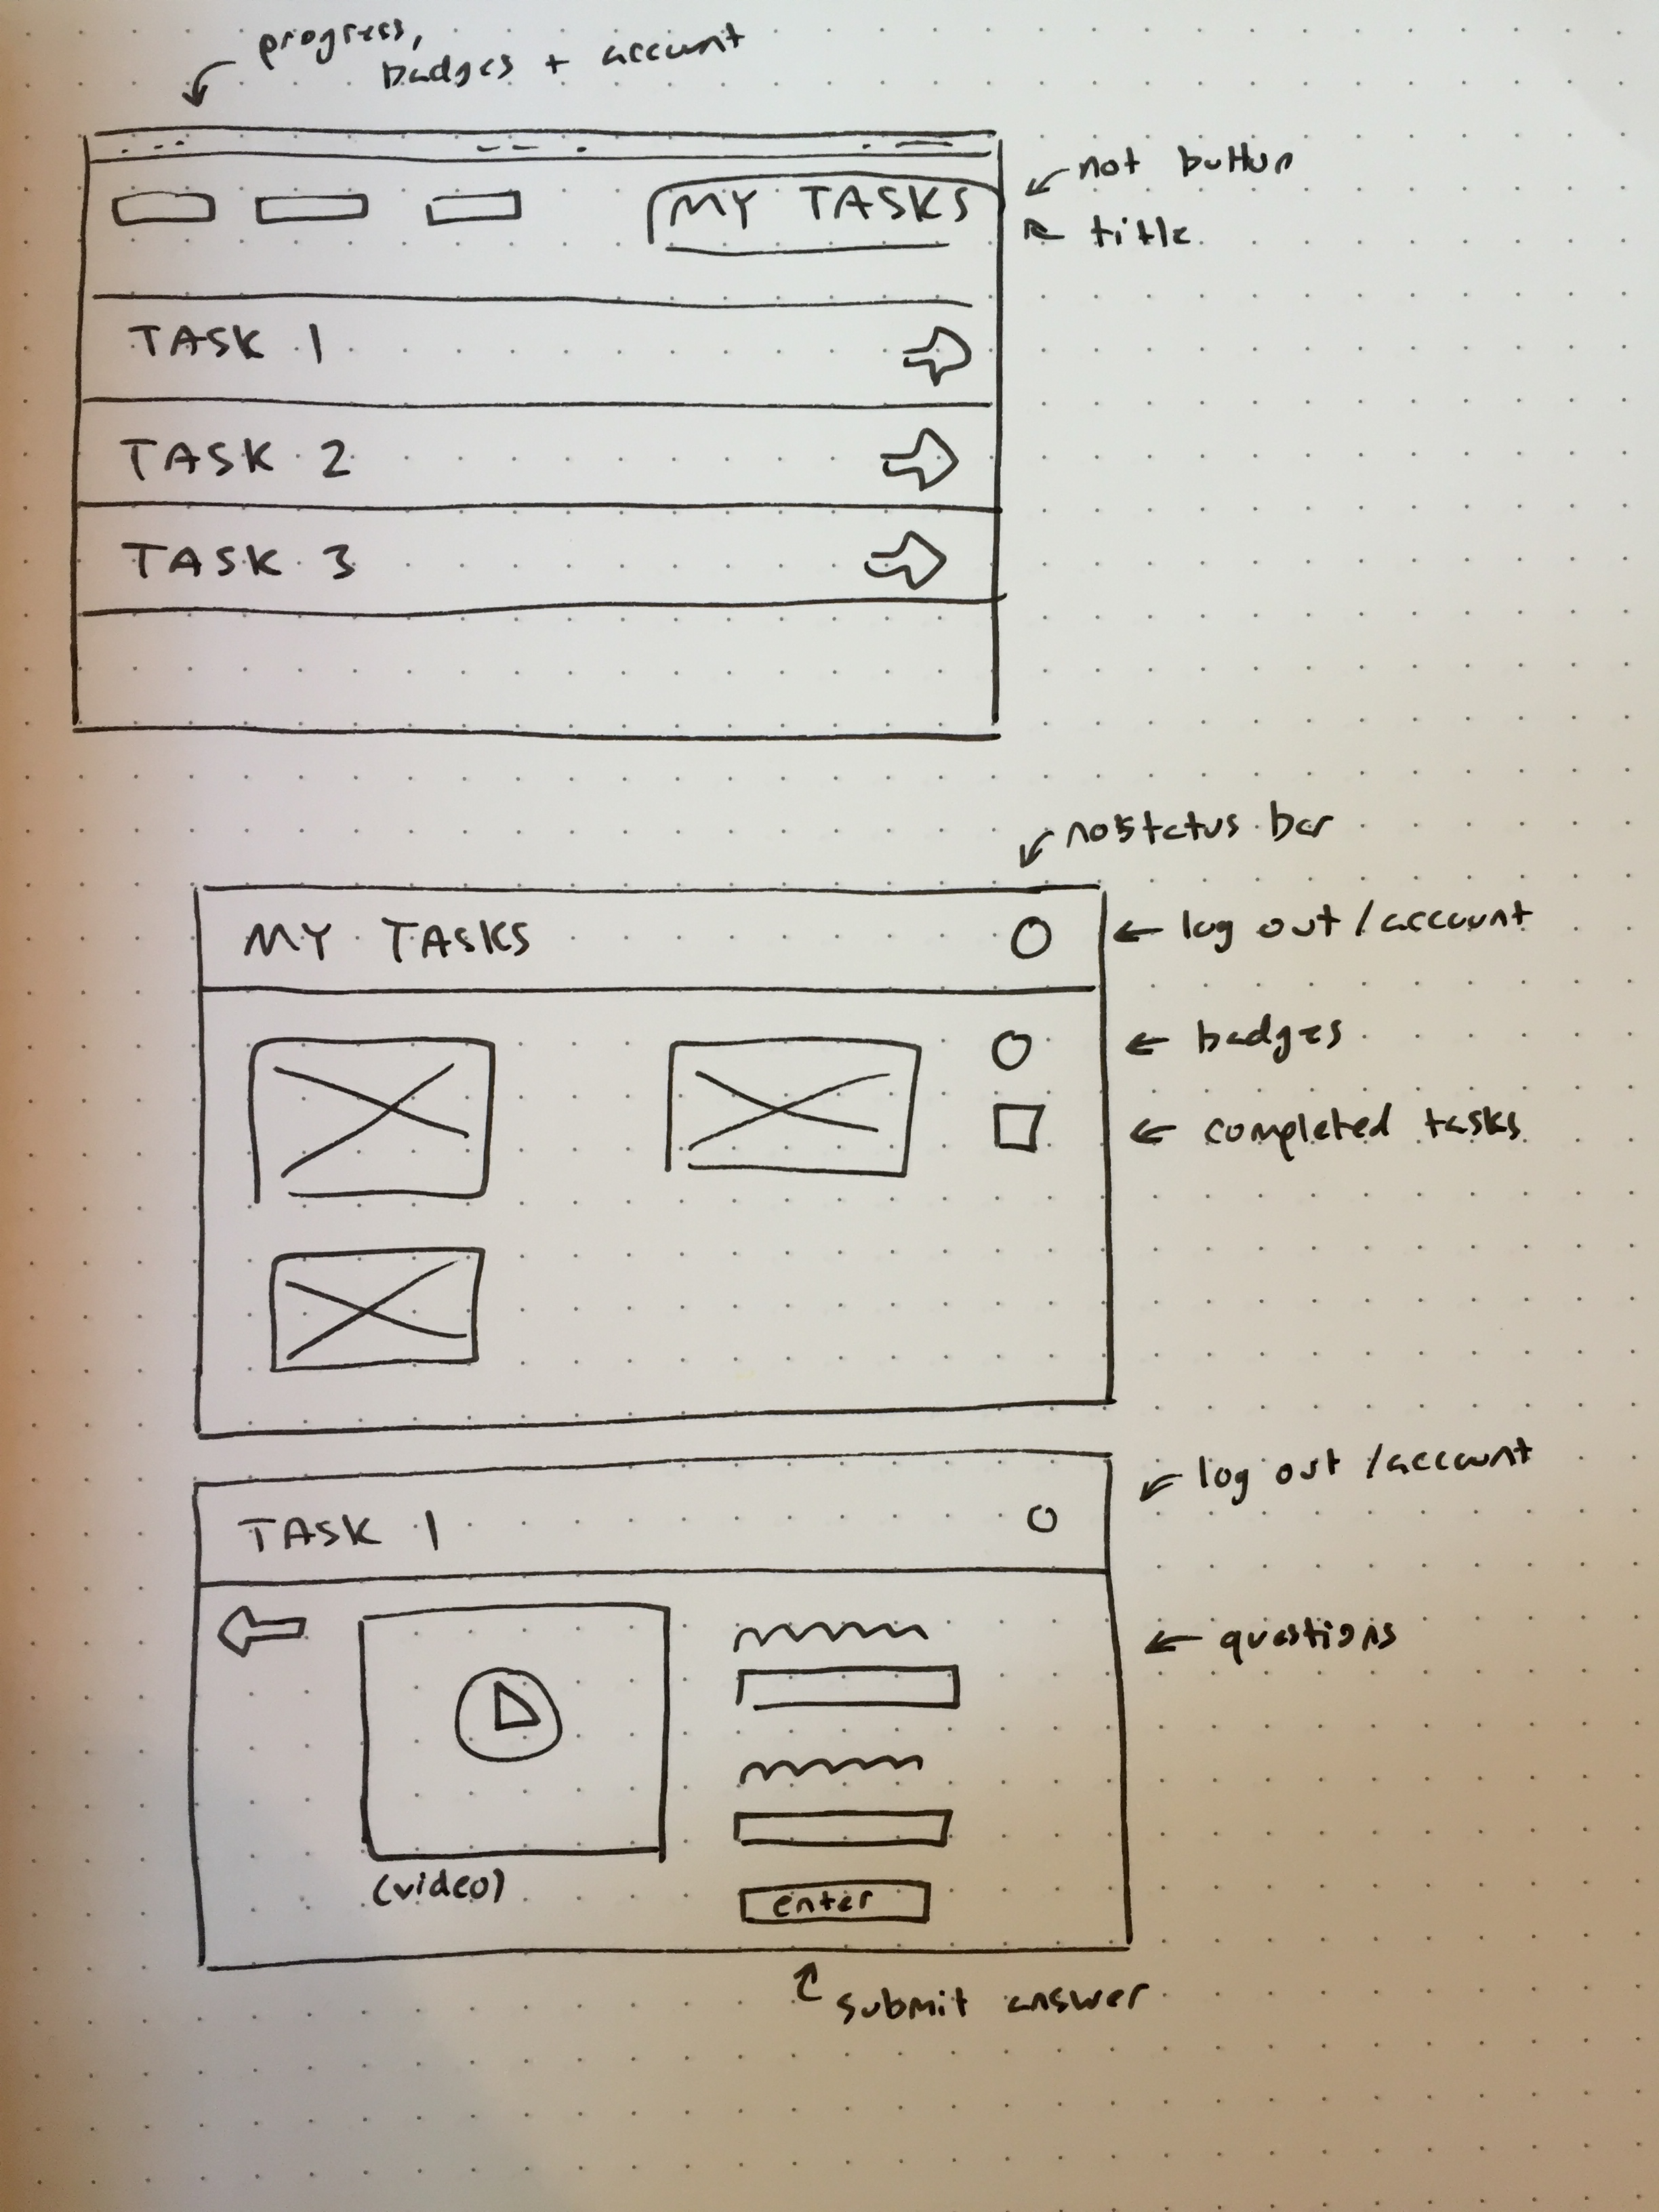 progress,
badges + account
MY TASKS
not button
title
TASK 1
TASK 2
TASK 3
no status bar
MY TASKS
log out / account
badges
completed tasks
log out / account
TASK 1
questions
(video)
enter
submit answer